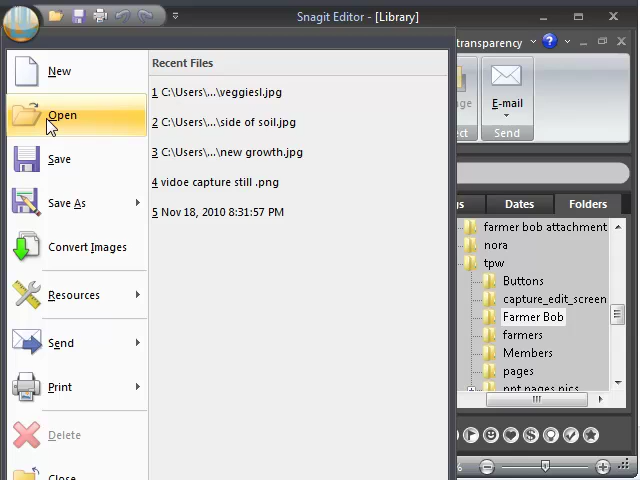 Snagit Editor - [Library]
transparency
New
Recent Files
1 C:\Users\...\veggiesl.jpg
Open
2 C:\Users\...\side of soil.jpg
Save
3 C:\Users\...\new growth.jpg
Save As
4 vidoe capture still .png
5 Nov 18, 2010 8:31:57 PM
Convert Images
Resources
Send
Print
Delete
Close
E-mail
Send
Dates
Folders
farmer bob attachment
nora
tpw
Buttons
capture_edit_screen
Farmer Bob
farmers
Members
pages
ppt pages pics
%